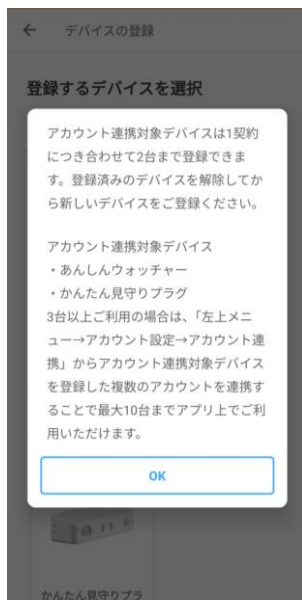 ← デバイスの登録
登録するデバイスを選択
アカウント連携対象デバイスは1契約
につき合わせて2台まで登録できま
す。登録済みのデバイスを解除してか
ら新しいデバイスをご登録ください。
アカウント連携対象デバイス
・あんしんウォッチャー
・かんたん見守りプラグ
3台以上ご利用の場合は、「左上メニ
ュー→アカウント設定→アカウント連
携」からアカウント連携対象デバイス
を登録した複数のアカウントを連携す
ることで最大10台までアプリ上でご利
用いただけます。
OK
かんたん見守りプラ